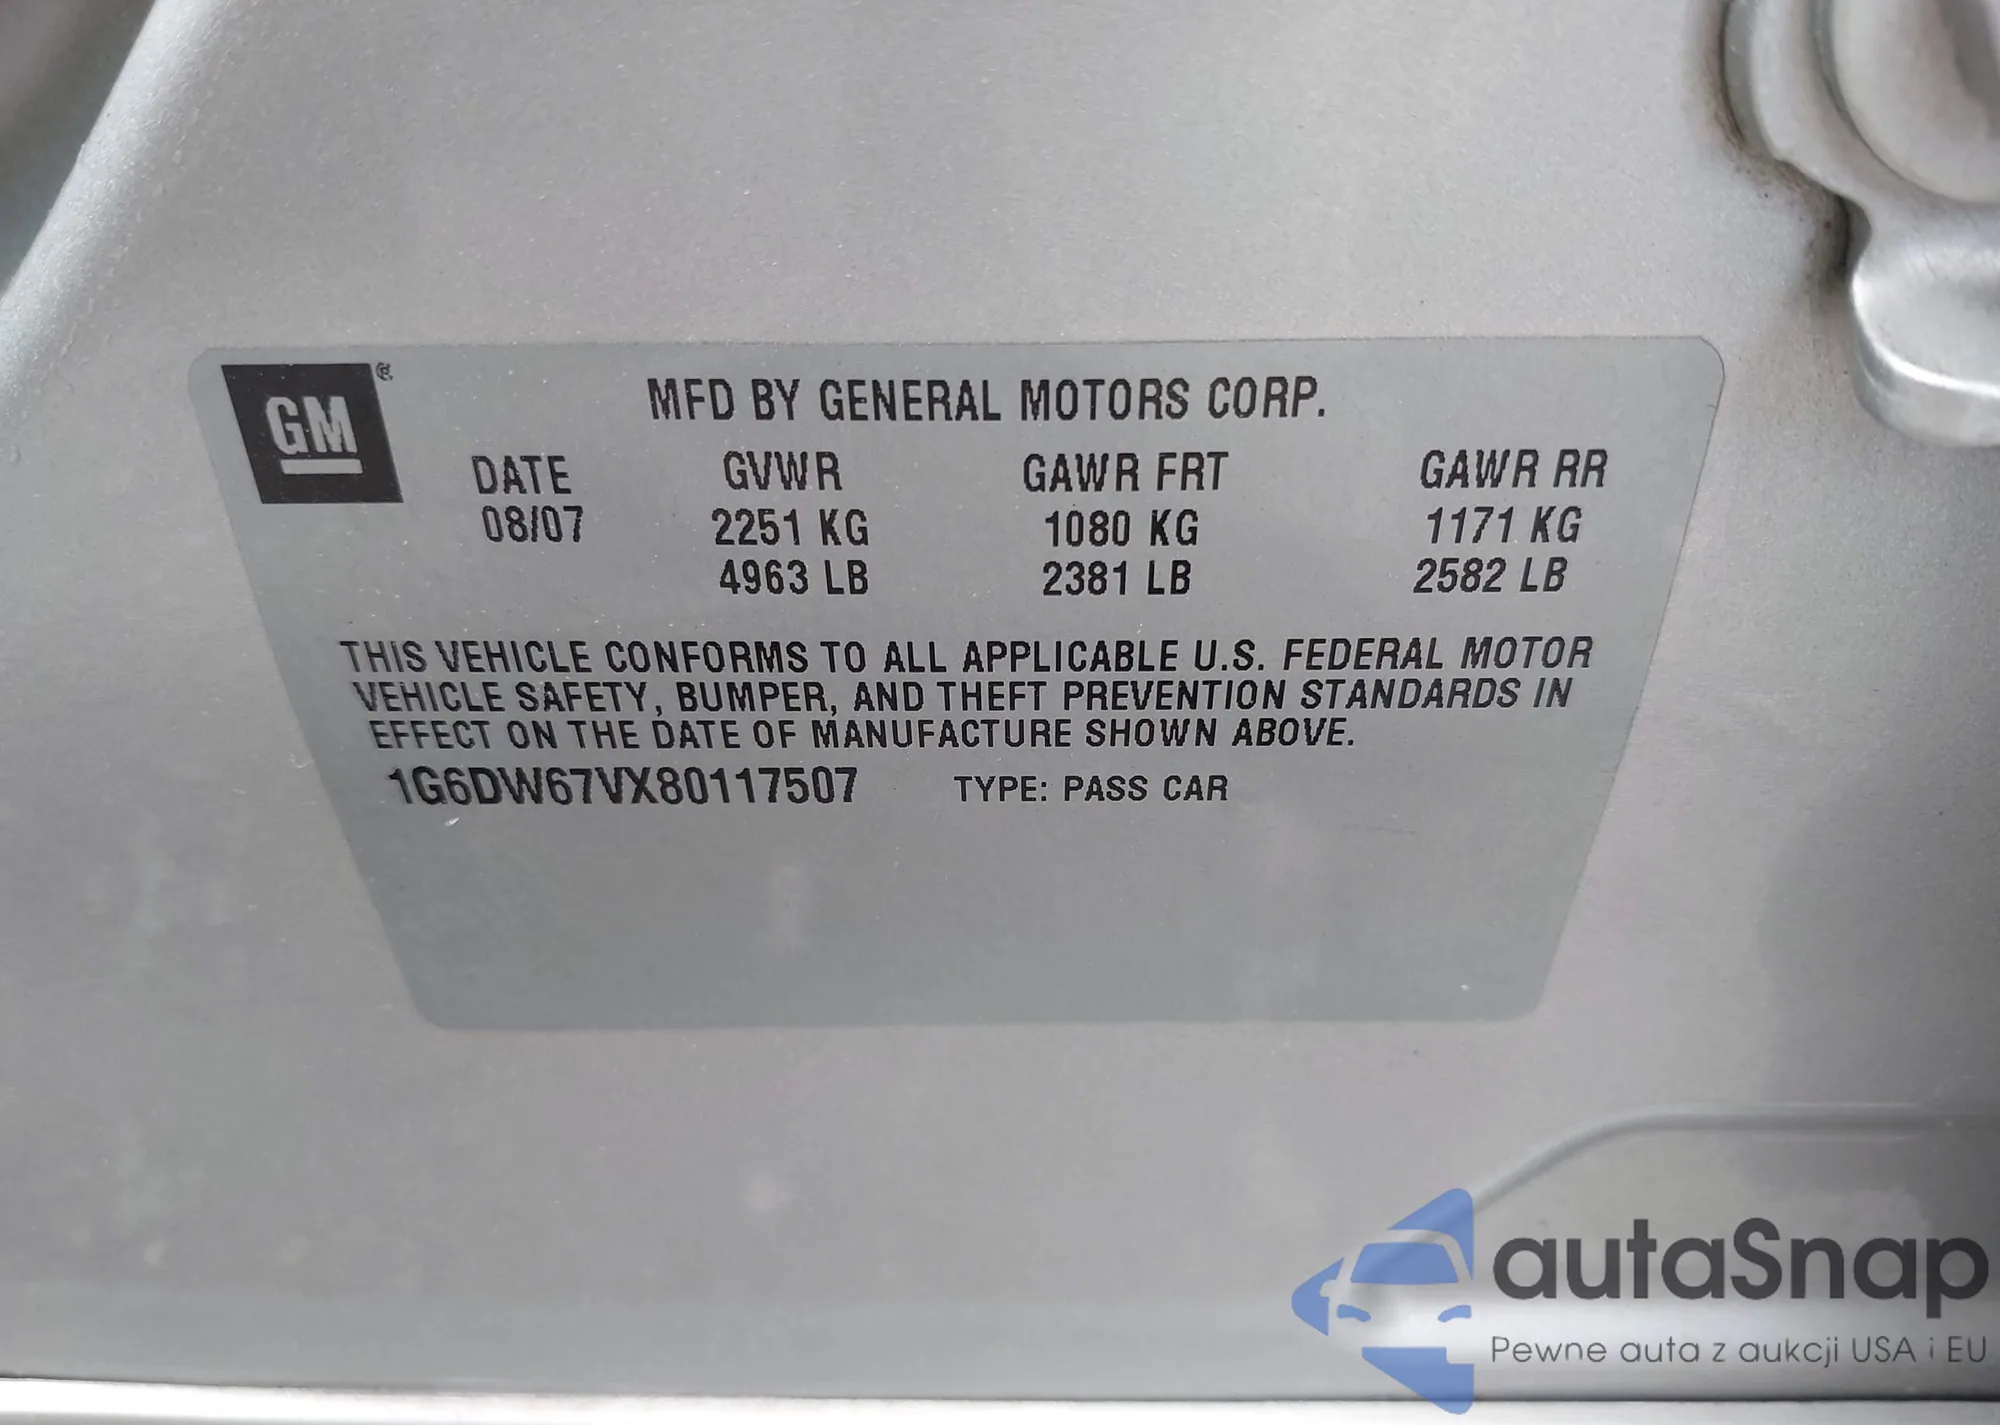 GM®
MFD BY GENERAL MOTORS CORP.
DATE GVWR GAWR FRT GAWR RR
08/07 2251 KG 1080 KG 1171 KG
4963 LB 2381 LB 2582 LB
THIS VEHICLE CONFORMS TO ALL APPLICABLE U.S. FEDERAL MOTOR
VEHICLE SAFETY, BUMPER, AND THEFT PREVENTION STANDARDS IN
EFFECT ON THE DATE OF MANUFACTURE SHOWN ABOVE.
1G6DW67VX80117507 TYPE: PASS CAR
autaSnap
Pewne auta z aukcji USA i EU